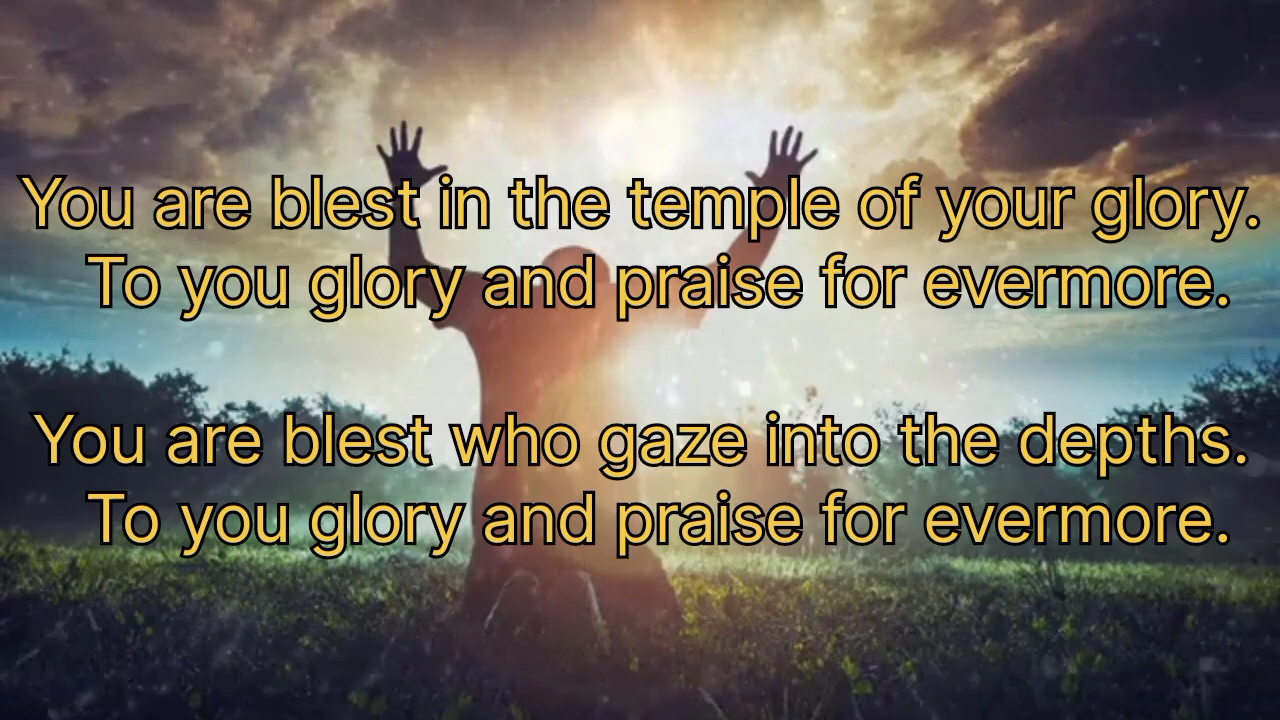 You are blest in the temple of your glory.
To you glory and praise for evermore.
You are blest who gaze into the depths.
To you glory and praise for evermore.